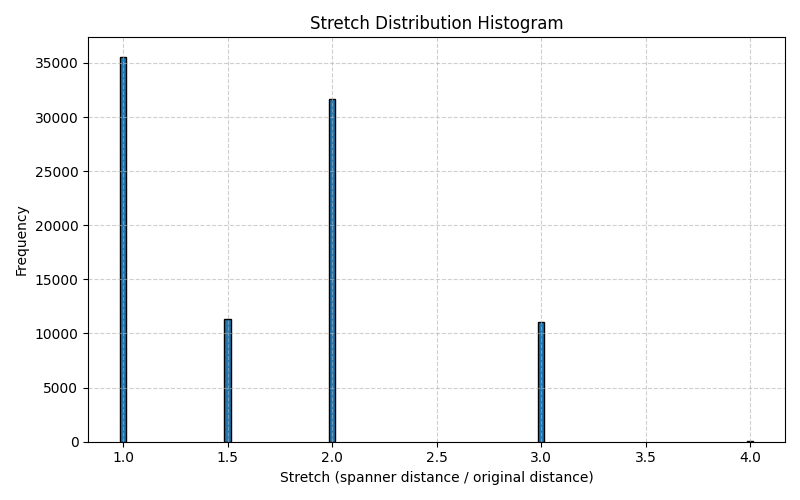 Stretch Distribution Histogram
35000
30000
25000
20000
15000
10000
5000
0
Frequency
1.0 1.5 2.0 2.5 3.0 3.5 4.0
Stretch (spanner distance / original distance)